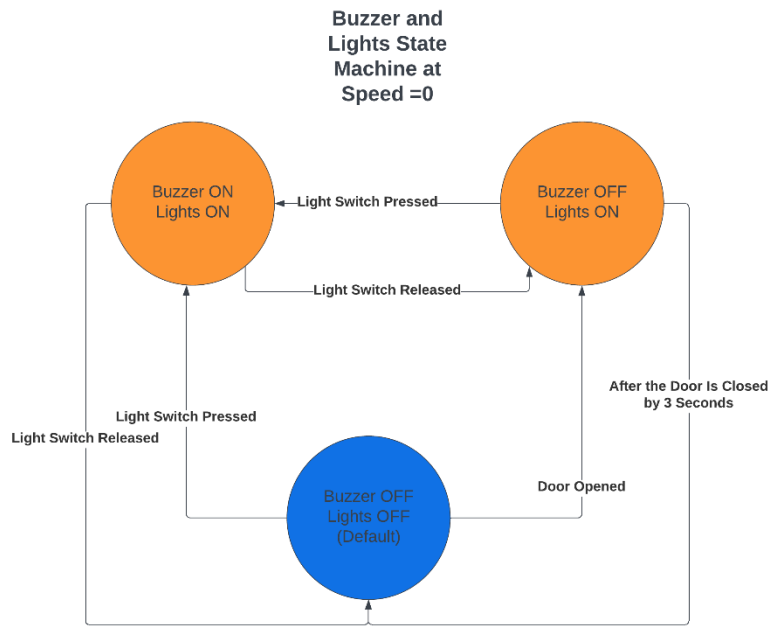 Buzzer and
Lights State
Machine at
Speed =0
Buzzer ON
Lights ON
Buzzer OFF
Lights ON
Light Switch Pressed
Light Switch Released
After the Door Is Closed
by 3 Seconds
Light Switch Pressed
Light Switch Released
Door Opened
Buzzer OFF
Lights OFF
(Default)